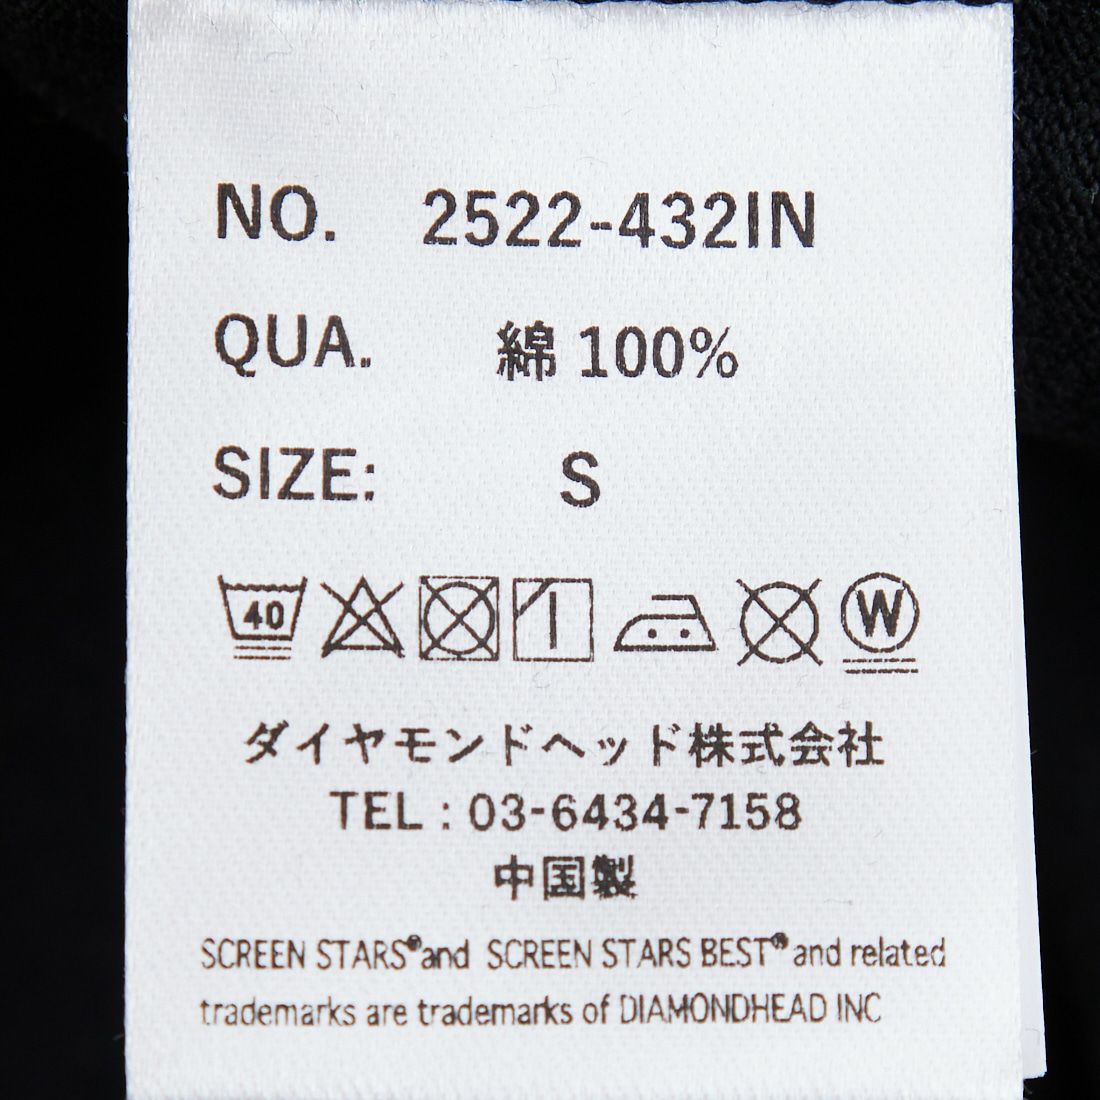 NO. 2522-432IN
QUA. 綿 100%
SIZE: S
40 W
ダイヤモンドヘッド株式会社
TEL : 03-6434-7158
中国製
SCREEN STARS® and SCREEN STARS BEST® and related
trademarks are trademarks of DIAMONDHEAD INC